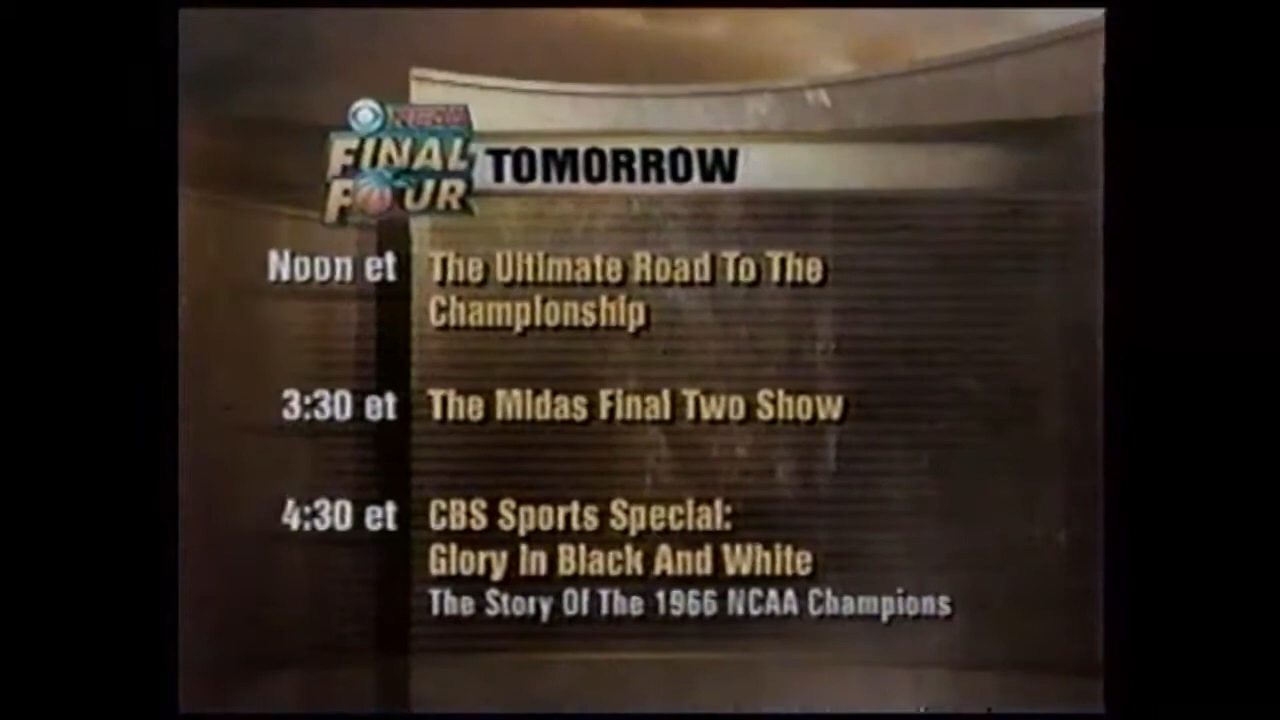 FINAL
FOUR
TOMORROW
Noon et
The Ultimate Road To The
Championship
3:30 et
The Midas Final Two Show
4:30 et
CBS Sports Special:
Glory In Black And White
The Story Of The 1966 NCAA Champions